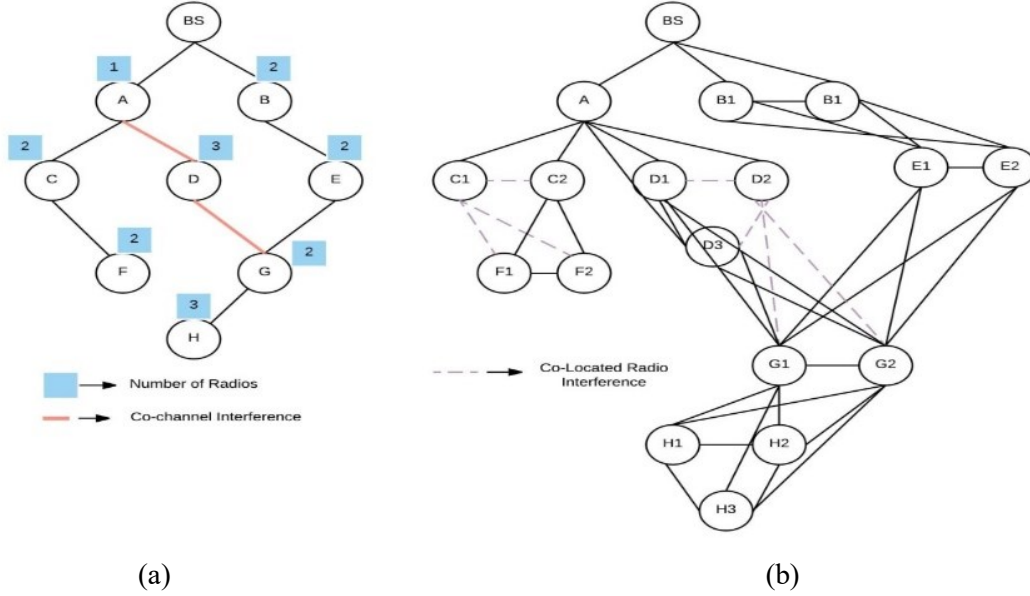 BS
1
2
A
B
2
3
2
C
D
E
2
F
G
2
3
H
Number of Radios
Co-channel Interference
(a)
BS
A
B1
B1
E1
E2
C1
C2
D1
D2
D3
F1
F2
Co-Located Radio
Interference
G1
G2
H1
H2
H3
(b)